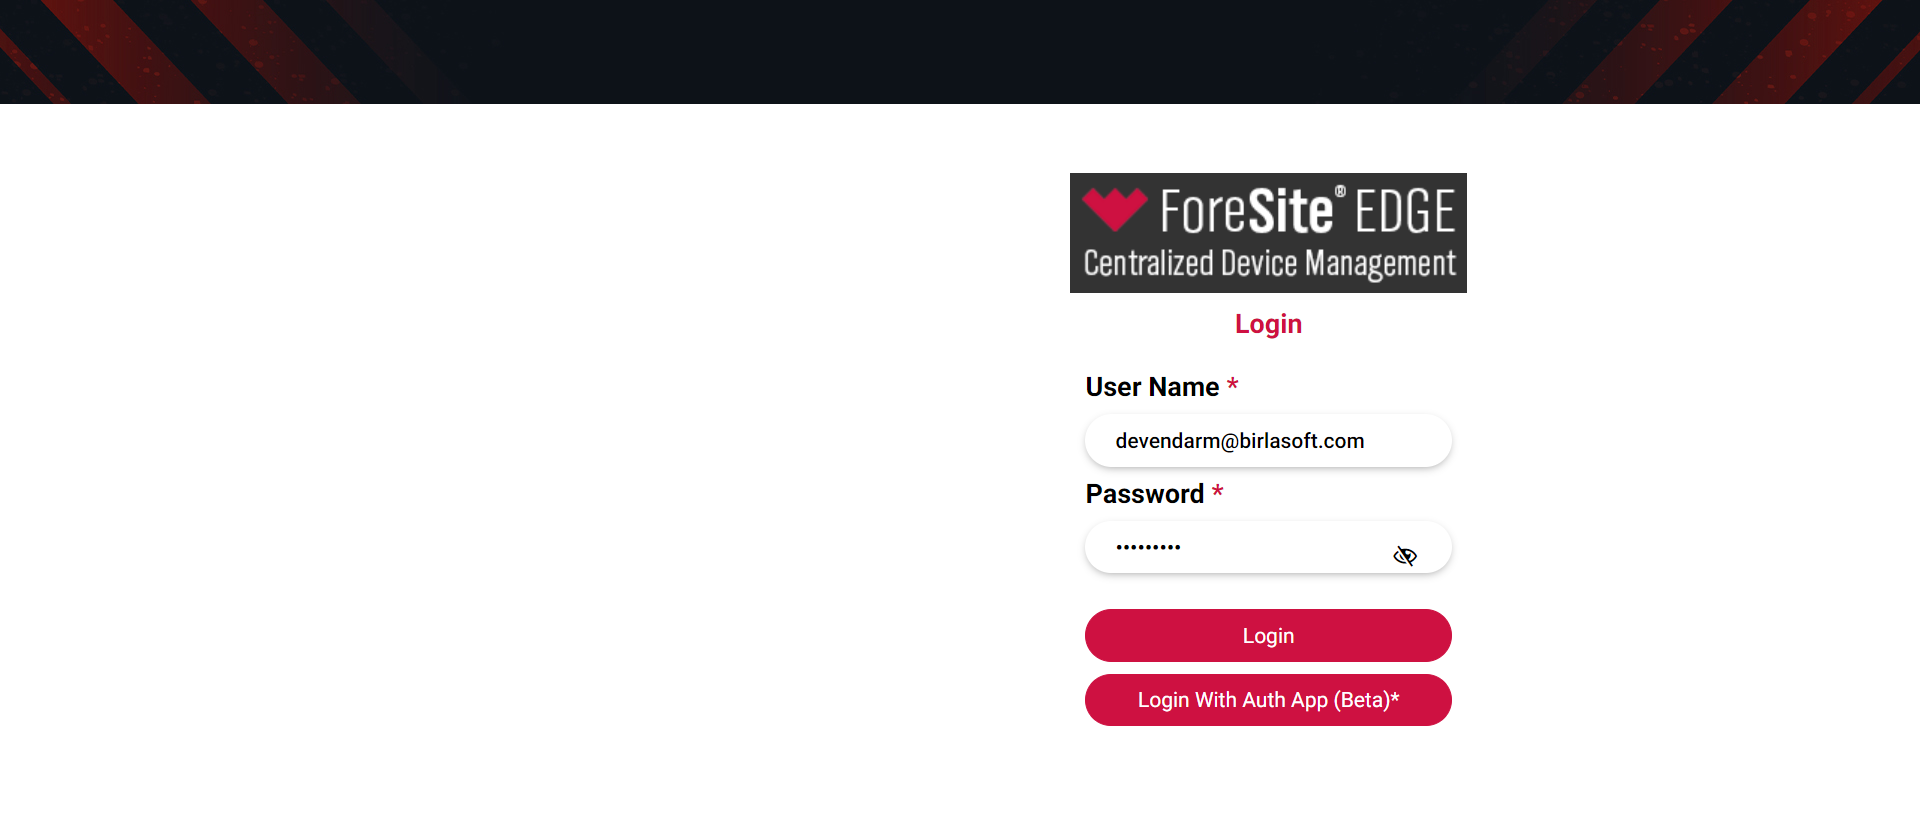 ForeSite® EDGE
Centralized Device Management
Login
User Name *
devendarm@birlasoft.com
Password *
•••••••••
Login
Login With Auth App (Beta)*